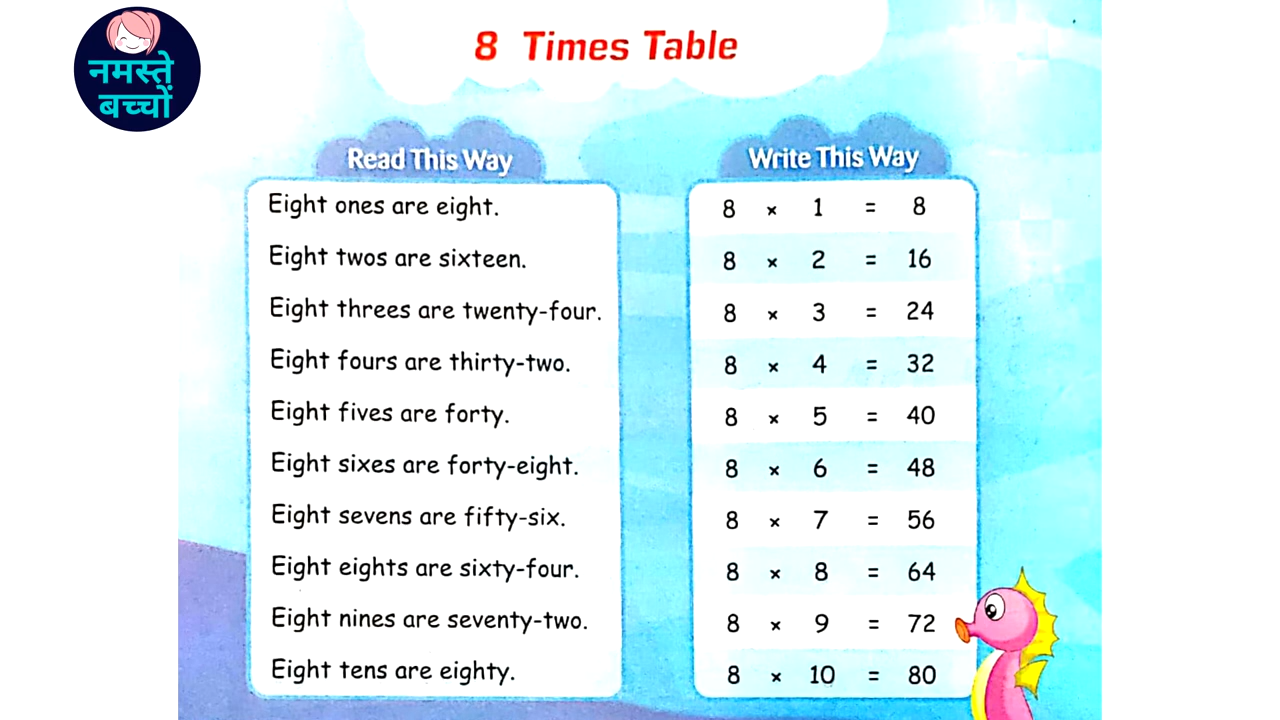 नमस्ते
बच्चों
8 Times Table
Read This Way
Eight ones are eight.
Eight twos are sixteen.
Eight threes are twenty-four.
Eight fours are thirty-two.
Eight fives are forty.
Eight sixes are forty-eight.
Eight sevens are fifty-six.
Eight eights are sixty-four.
Eight nines are seventy-two.
Eight tens are eighty.
Write This Way
8 × 1 = 8
8 × 2 = 16
8 × 3 = 24
8 × 4 = 32
8 × 5 = 40
8 × 6 = 48
8 × 7 = 56
8 × 8 = 64
8 × 9 = 72
8 × 10 = 80